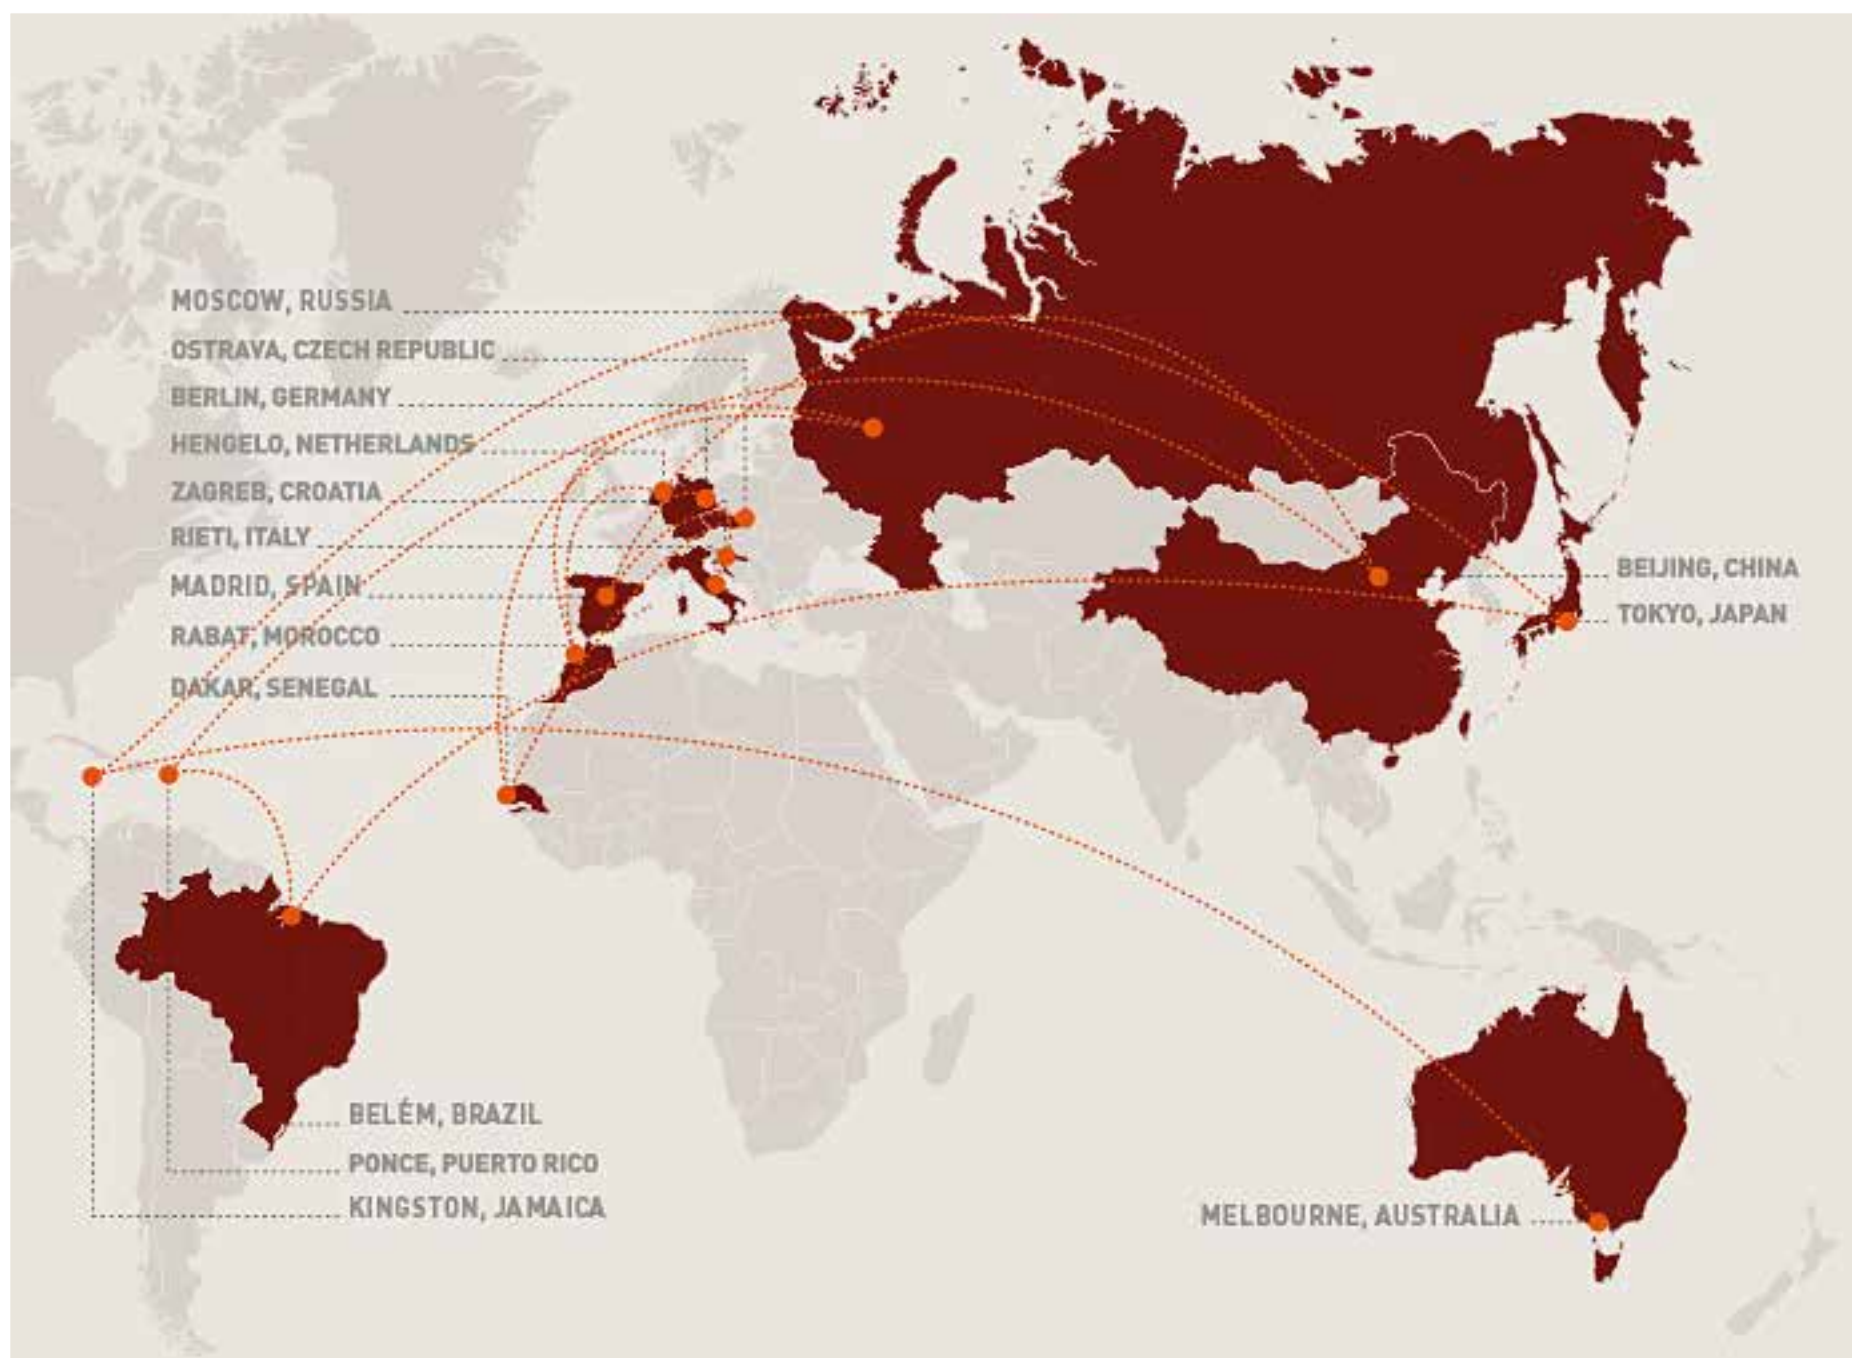 MOSCOW, RUSSIA
OSTRAVA, CZECH REPUBLIC
BERLIN, GERMANY
HENGELO, NETHERLANDS
ZAGREB, CROATIA
RIETI, ITALY
MADRID, SPAIN
RABAT, MOROCCO
DAKAR, SENEGAL
BEIJING, CHINA
TOKYO, JAPAN
BELÉM, BRAZIL
PONCE, PUERTO RICO
KINGSTON, JAMAICA
MELBOURNE, AUSTRALIA